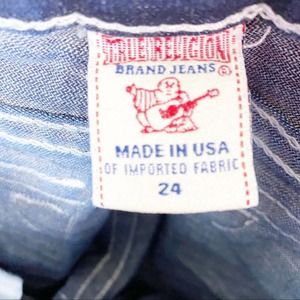 TRUE RELIGION
BRAND JEANS®
MADE IN USA
OF IMPORTED FABRIC
24